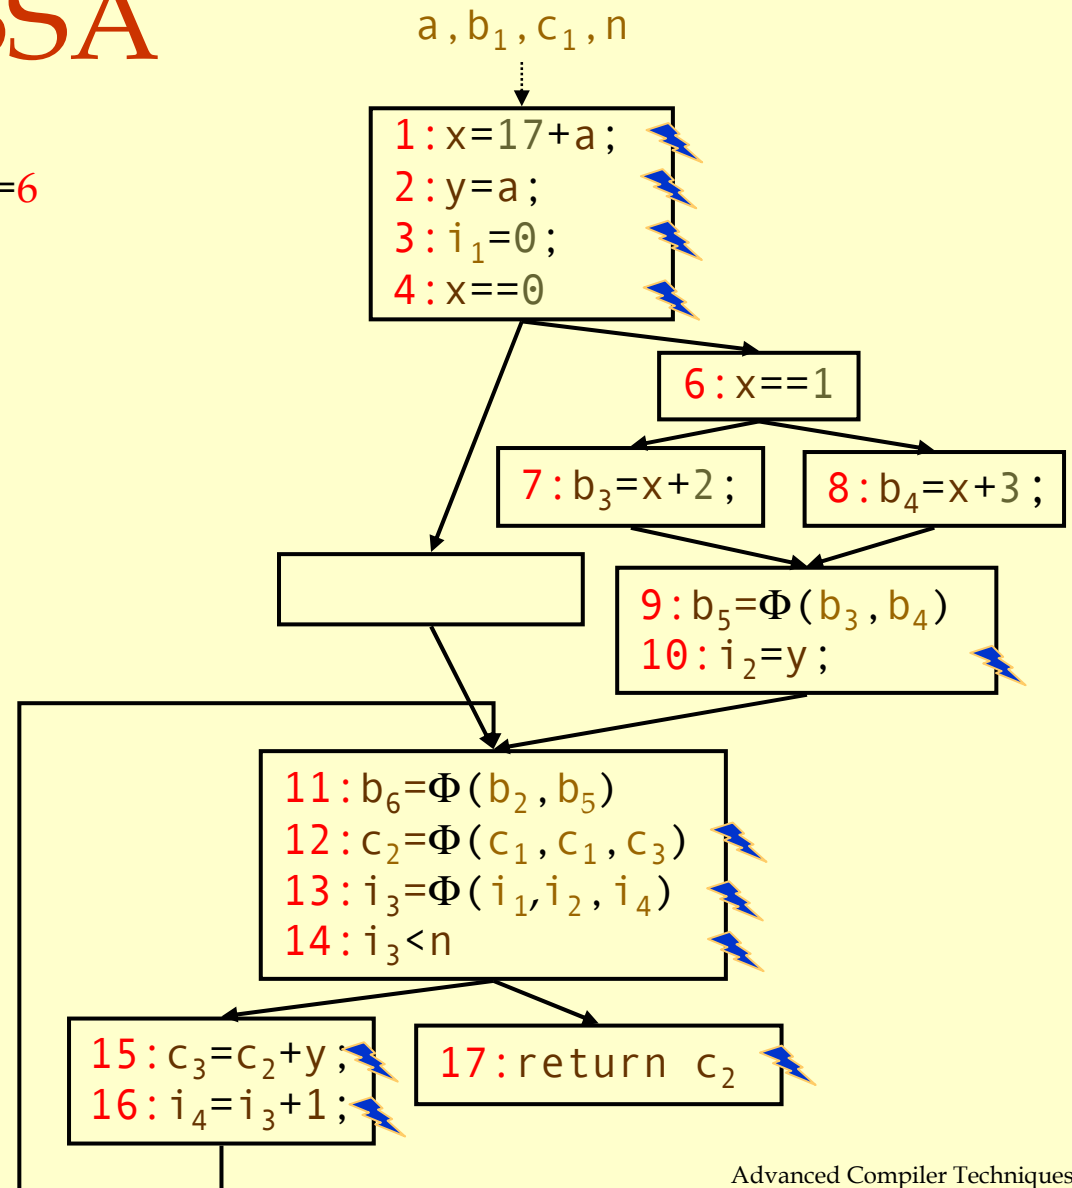 SSA
a,b₁,c₁,n
=6
1:x=17+a;
2:y=a;
3:i₁=0;
4:x==0
6:x==1
7:b₃=x+2;
8:b₄=x+3;
9:b₅=Φ(b₃,b₄)
10:i₂=y;
11:b₆=Φ(b₂,b₅)
12:c₂=Φ(c₁,c₁,c₃)
13:i₃=Φ(i₁,i₂,i₄)
14:i₃<n
15:c₃=c₂+y;
16:i₄=i₃+1;
17:return c₂
Advanced Compiler Techniques